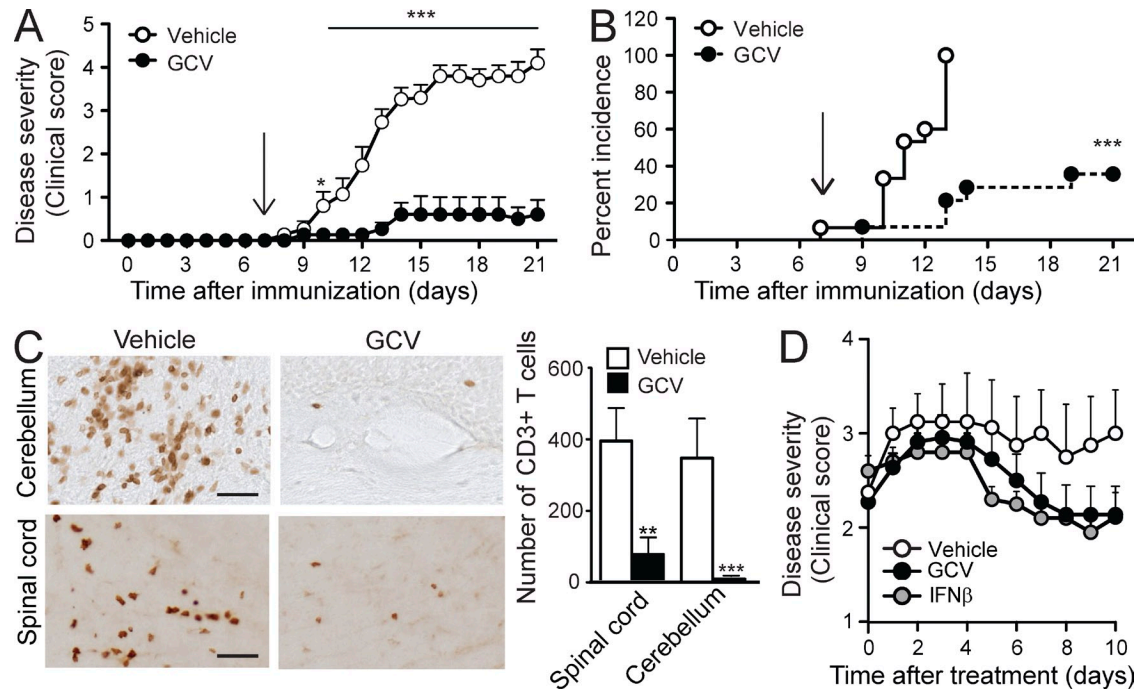 A
***
Vehicle
GCV
*
Disease severity
(Clinical score)
5
4
3
2
1
0
0 3 6 9 12 15 18 21
Time after immunization (days)
B
Vehicle
GCV
***
Percent incidence
120
100
80
60
40
20
0
0 3 6 9 12 15 18 21
Time after immunization (days)
C
Vehicle GCV
Cerebellum
Spinal cord
Number of CD3+ T cells
Vehicle
GCV
600
400
200
0
**
***
Spinal cord
Cerebellum
D
Disease severity
(Clinical score)
4
3
2
1
Vehicle
GCV
IFNβ
0 2 4 6 8 10
Time after treatment (days)